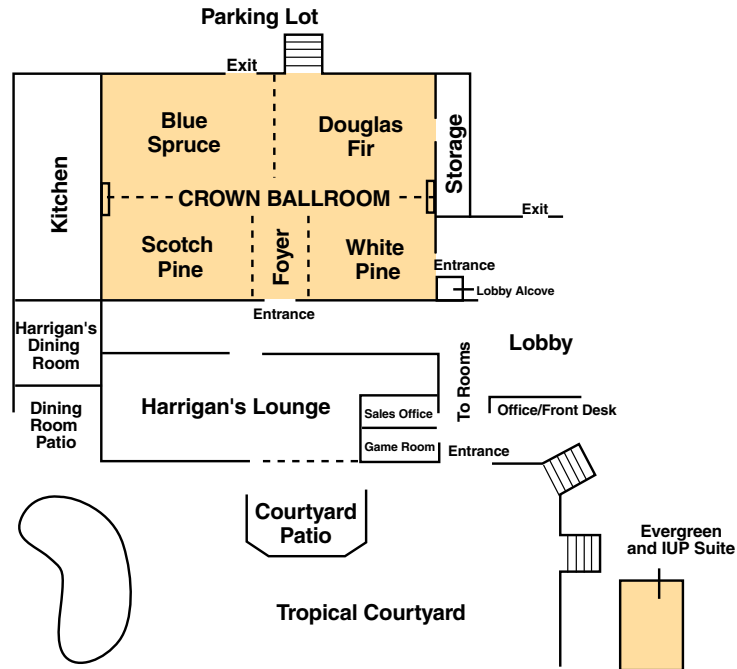 Parking Lot
Exit
Blue
Spruce
Douglas
Fir
Storage
Kitchen
CROWN BALLROOM
Scotch
Pine
Foyer
White
Pine
Exit
Entrance
Lobby Alcove
Entrance
Harrigan's
Dining
Room
Lobby
To Rooms
Dining
Room
Patio
Harrigan's Lounge
Sales Office
Office/Front Desk
Game Room
Entrance
Courtyard
Patio
Evergreen
and IUP Suite
Tropical Courtyard